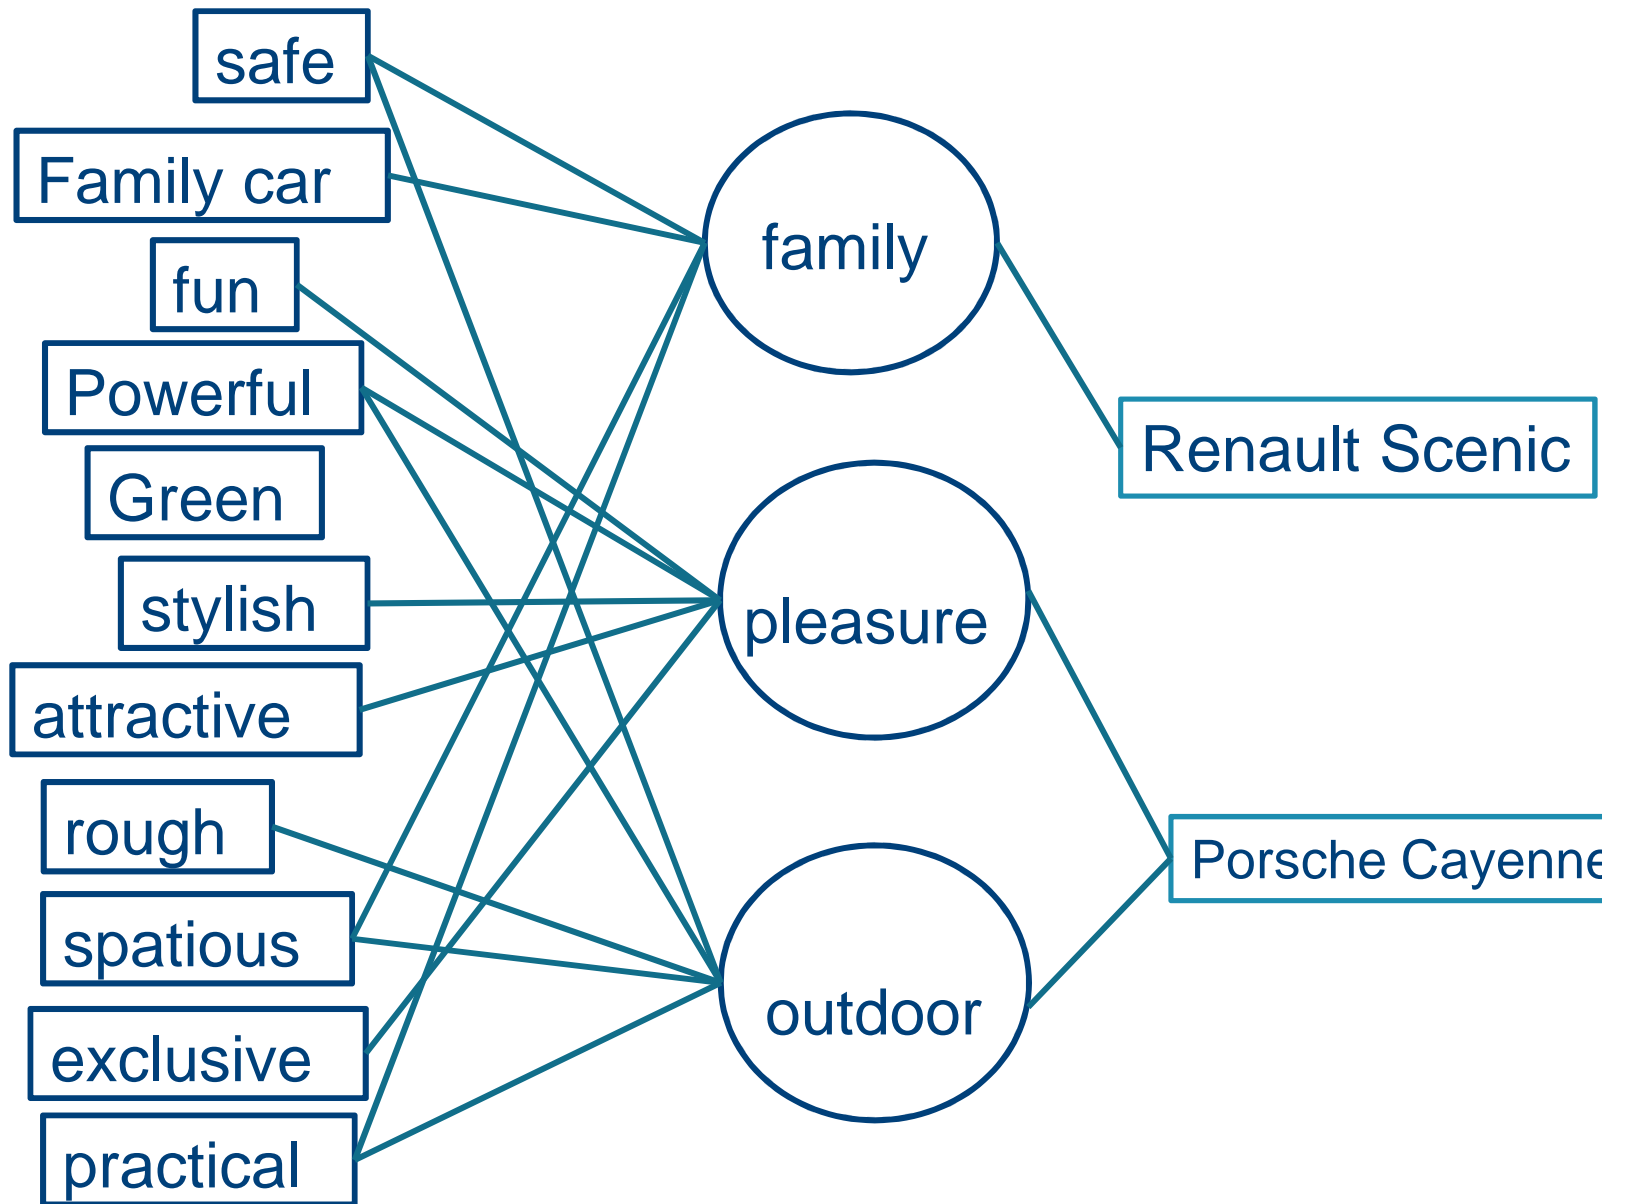 safe
Family car
fun
Powerful
Green
stylish
attractive
rough
spatious
exclusive
practical
family
pleasure
outdoor
Renault Scenic
Porsche Cayenne